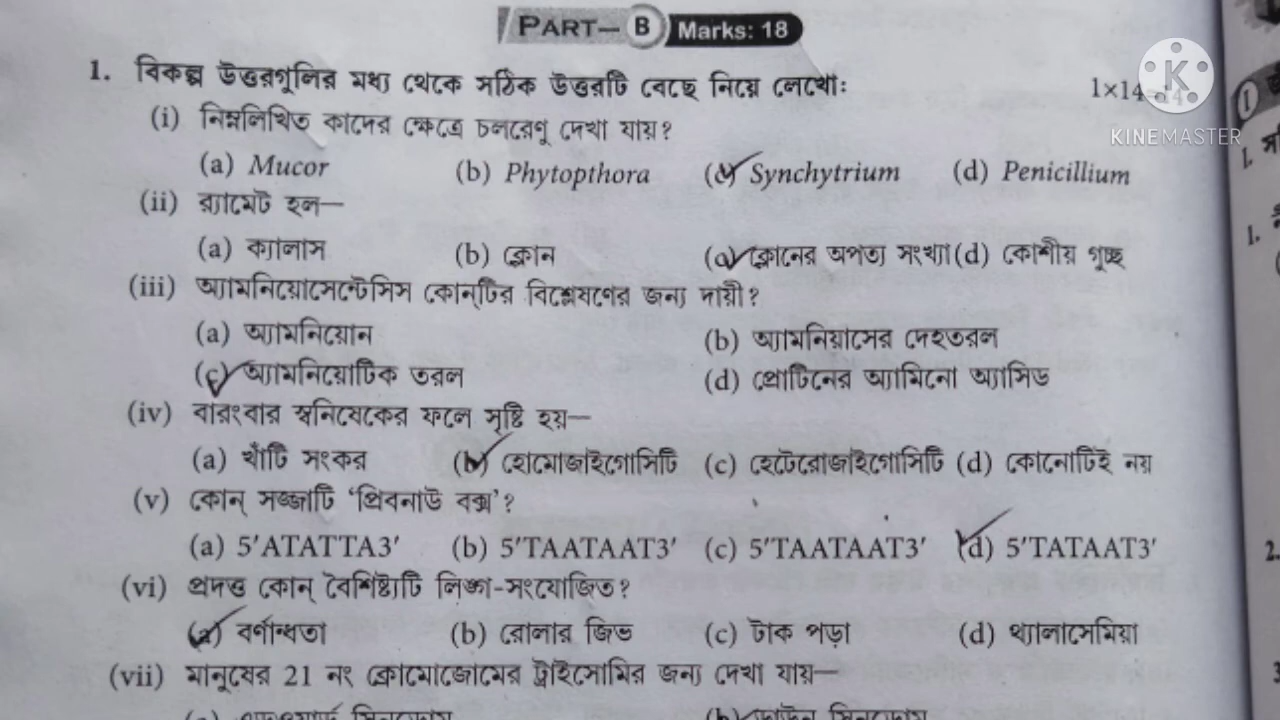 PART— B Marks: 18
1. বিকল্প উত্তরগুলির মধ্য থেকে সঠিক উত্তরটি বেছে নিয়ে লেখো: 1×14=14
KINEMASTER
(i) নিম্নলিখিত কাদের ক্ষেত্রে চলরেণু দেখা যায়?
(a) Mucor (b) Phytopthora (c) Synchytrium (d) Penicillium
(ii) র‍্যামেট হল—
(a) ক্যালাস (b) ক্লোন (c) ক্লোনের অপত্য সংখ্যা (d) কোশীয় গুচ্ছ
(iii) অ্যামনিয়োসেন্টেসিস কোন্‌টির বিশ্লেষণের জন্য দায়ী?
(a) অ্যামনিয়োন (b) অ্যামনিয়াসের দেহতরল
(c) অ্যামনিয়োটিক তরল (d) প্রোটিনের অ্যামিনো অ্যাসিড
(iv) বারংবার স্বনিষেকের ফলে সৃষ্টি হয়—
(a) খাঁটি সংকর (b) হোমোজাইগোসিটি (c) হেটেরোজাইগোসিটি (d) কোনোটিই নয়
(v) কোন্ সজ্জাটি ‘প্রিবনাউ বক্স’?
(a) 5′ATATTA3′ (b) 5′TAATAAT3′ (c) 5′TAATAAT3′ (d) 5′TATAAT3′
(vi) প্রদত্ত কোন্ বৈশিষ্ট্যটি লিঙ্গ-সংযোজিত?
(a) বর্ণান্ধতা (b) রোলার জিভ (c) টাক পড়া (d) থ্যালাসেমিয়া
(vii) মানুষের 21 নং ক্রোমোজোমের ট্রাইসোমির জন্য দেখা যায়—